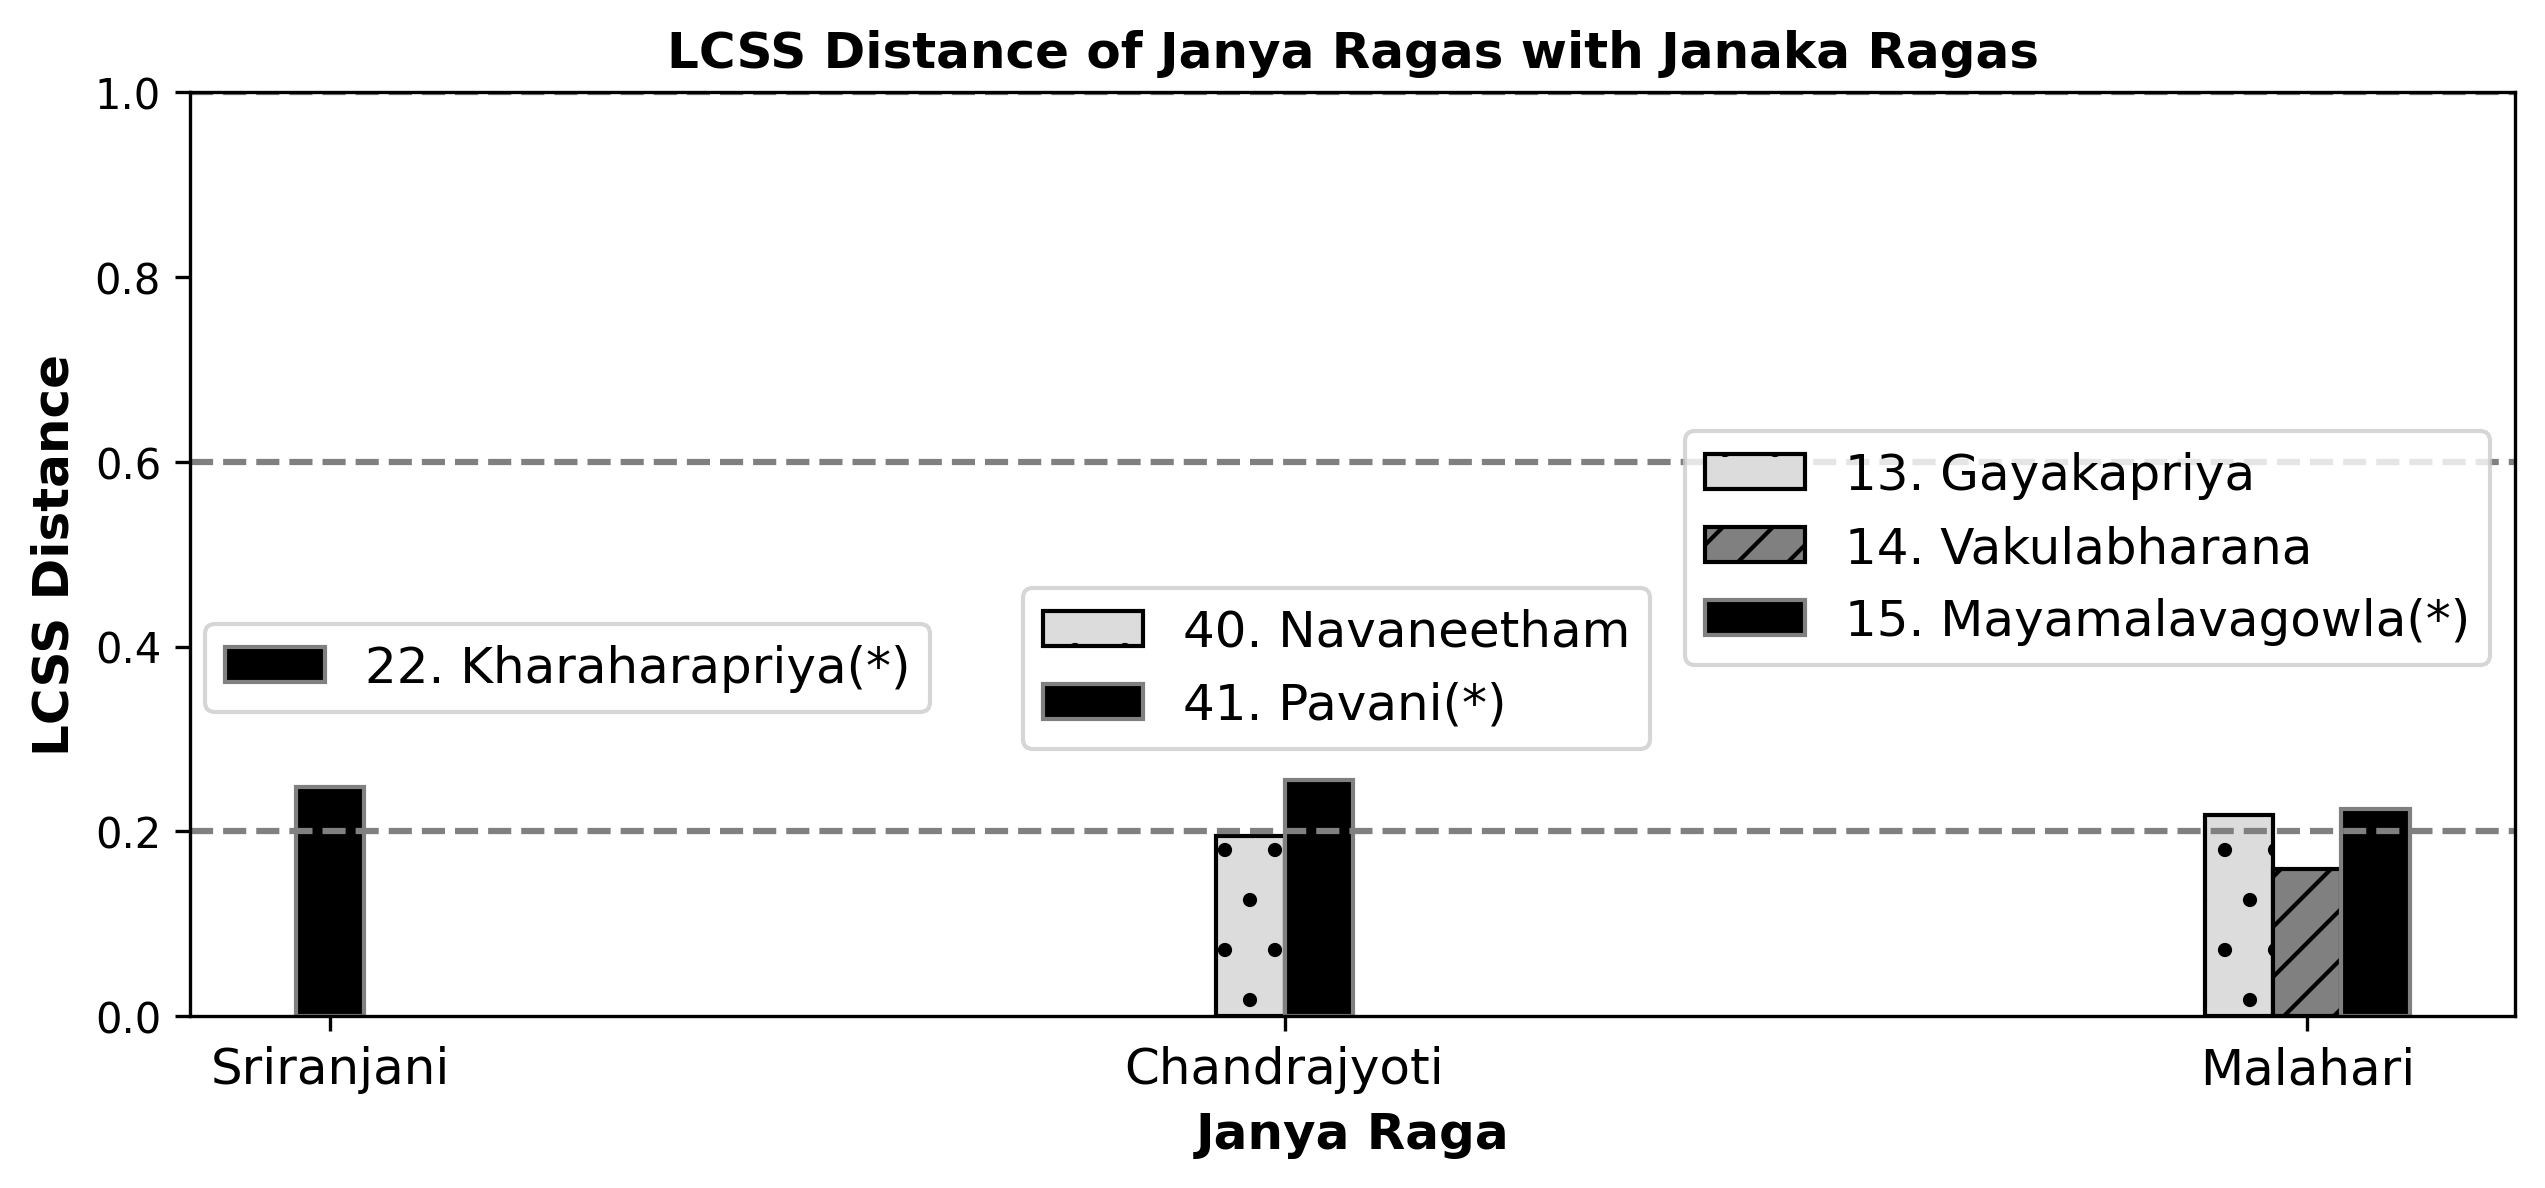 LCSS Distance of Janya Ragas with Janaka Ragas
LCSS Distance
1.0
0.8
0.6
0.4
0.2
0.0
22. Kharaharapriya(*)
40. Navaneetham
41. Pavani(*)
13. Gayakapriya
14. Vakulabharana
15. Mayamalavagowla(*)
Sriranjani
Chandrajyoti
Malahari
Janya Raga